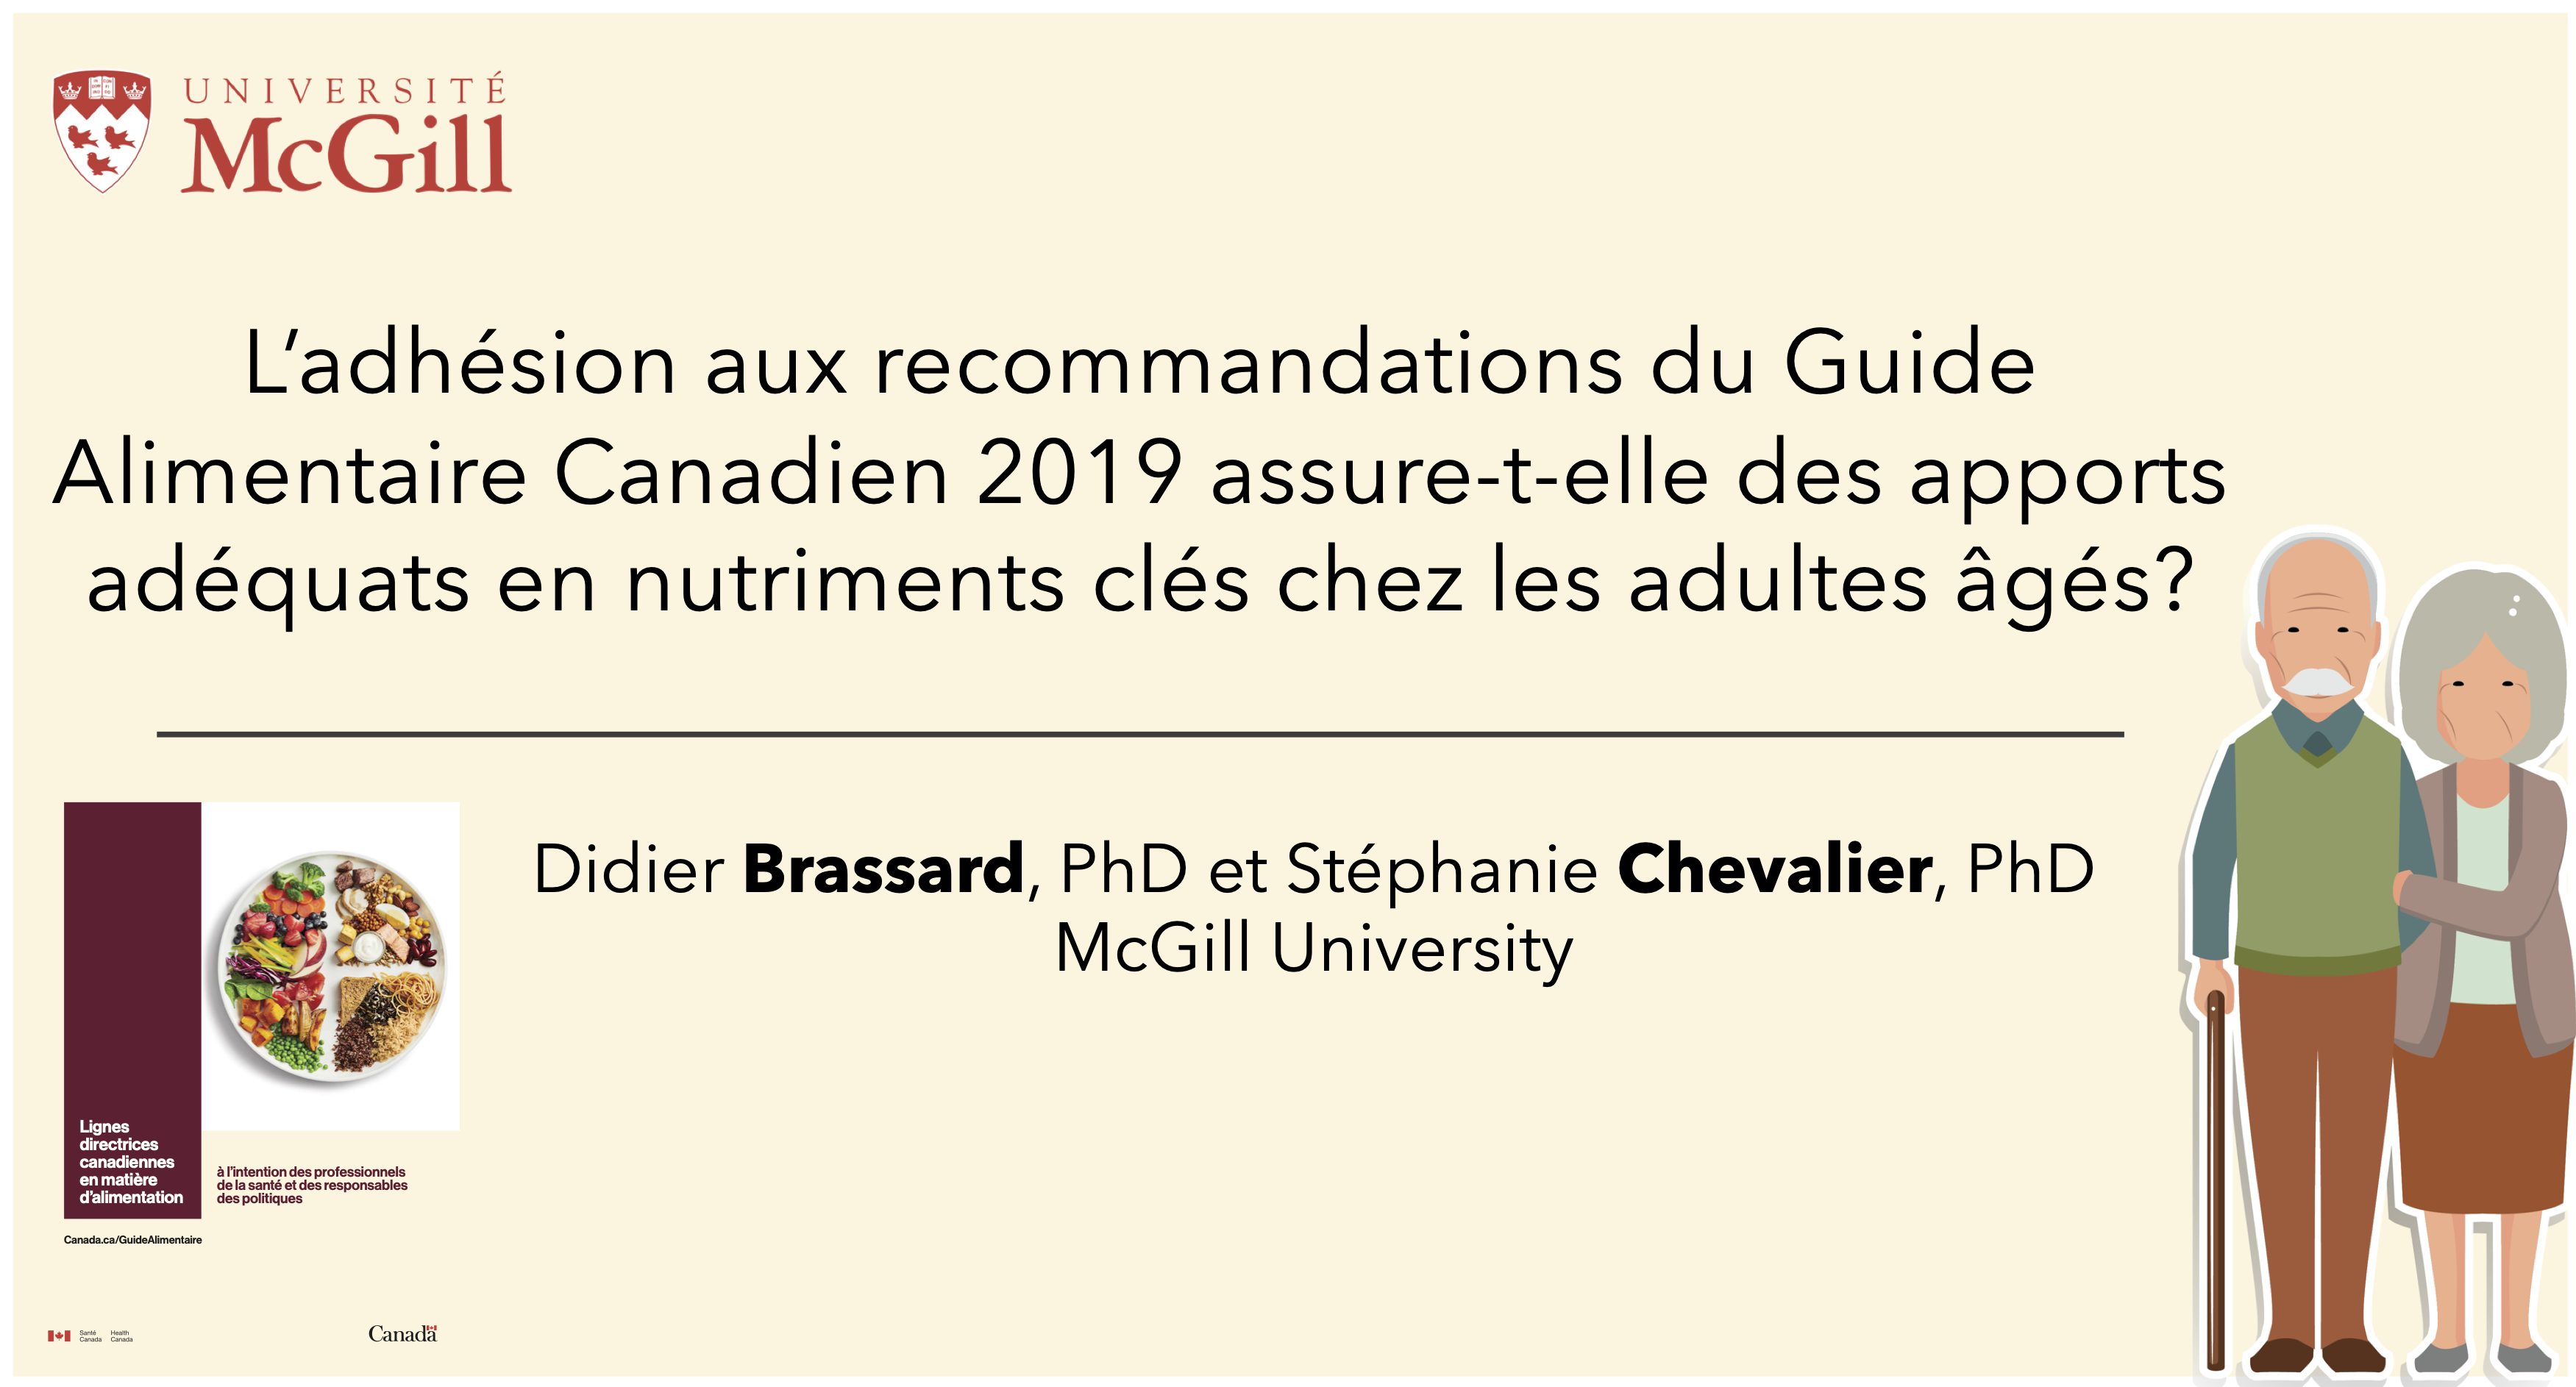 UNIVERSITÉ
McGill
L’adhésion aux recommandations du Guide
Alimentaire Canadien 2019 assure-t-elle des apports
adéquats en nutriments clés chez les adultes âgés?
Didier Brassard, PhD et Stéphanie Chevalier, PhD
McGill University
Lignes
directrices
canadiennes
en matière
d’alimentation
à l’intention des professionnels
de la santé et des responsables
des politiques
Canada.ca/GuideAlimentaire
Santé Health
Canada Canada
Canada